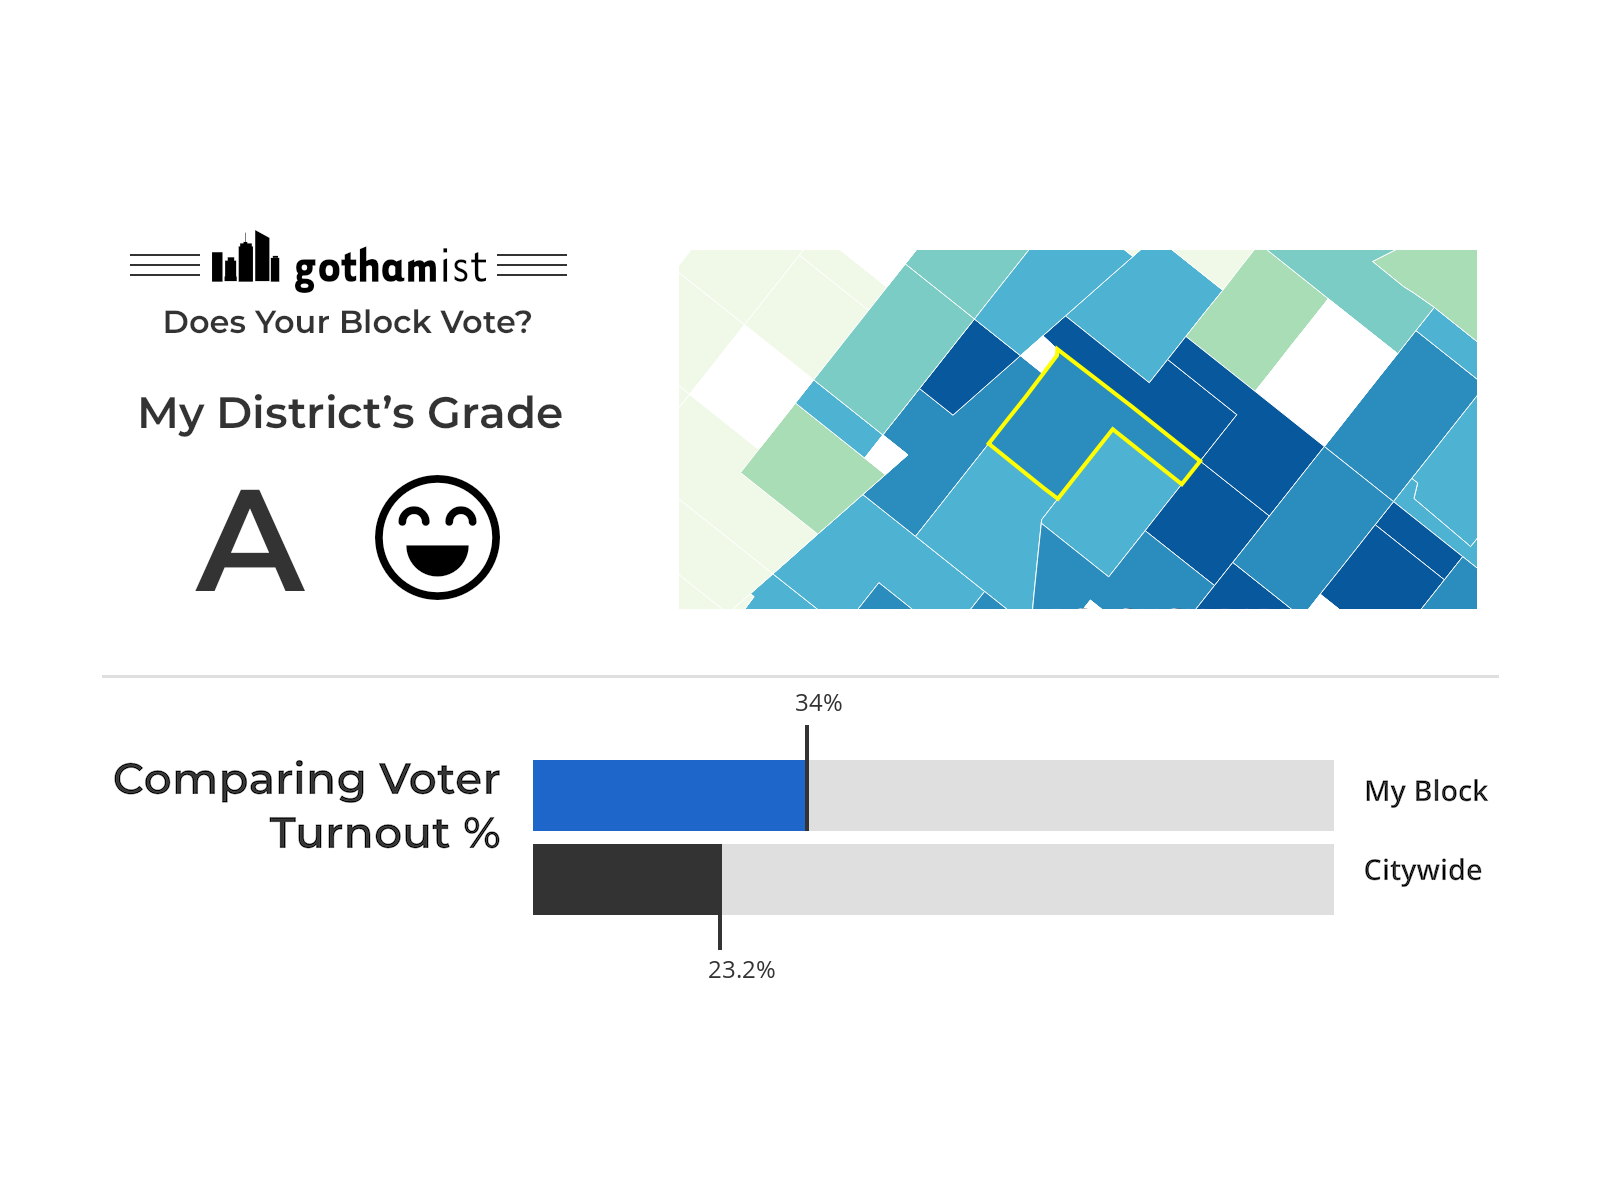 gothamist
Does Your Block Vote?
My District's Grade
A
34%
Comparing Voter
Turnout %
My Block
Citywide
23.2%